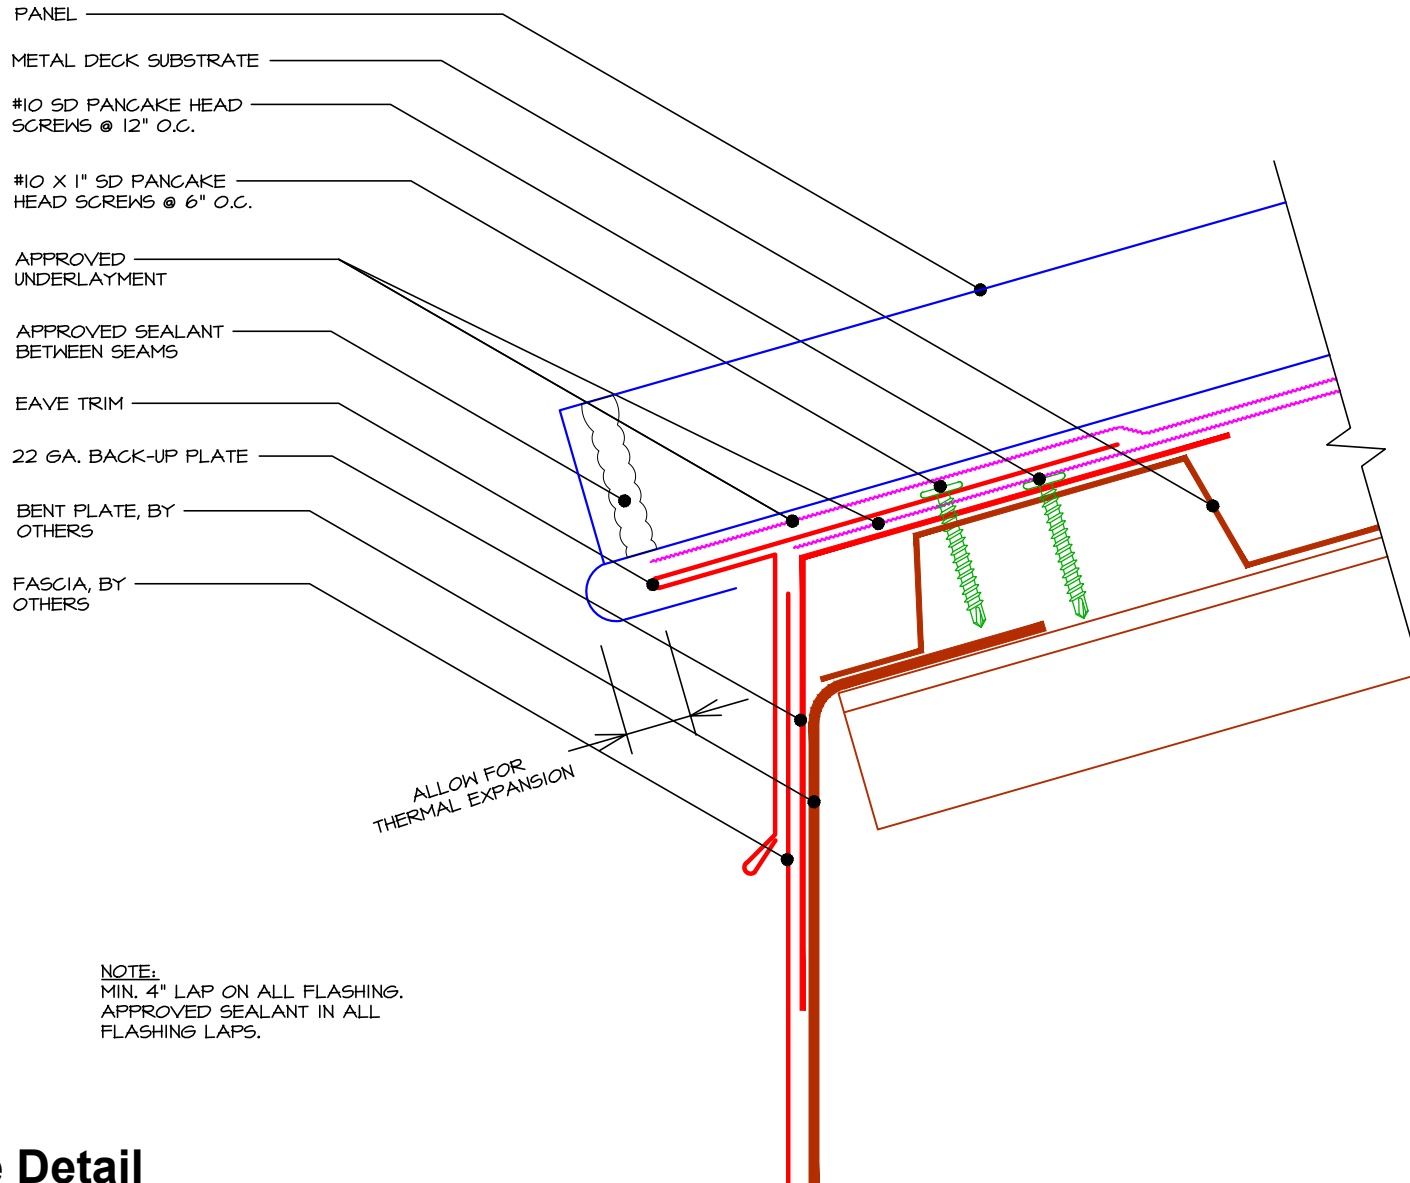 PANEL
METAL DECK SUBSTRATE
#10 SD PANCAKE HEAD
SCREWS @ 12" O.C.
#10 X 1" SD PANCAKE
HEAD SCREWS @ 6" O.C.
APPROVED
UNDERLAYMENT
APPROVED SEALANT
BETWEEN SEAMS
EAVE TRIM
22 GA. BACK-UP PLATE
BENT PLATE, BY
OTHERS
FASCIA, BY
OTHERS
ALLOW FOR
THERMAL EXPANSION
NOTE:
MIN. 4" LAP ON ALL FLASHING.
APPROVED SEALANT IN ALL
FLASHING LAPS.
Detail